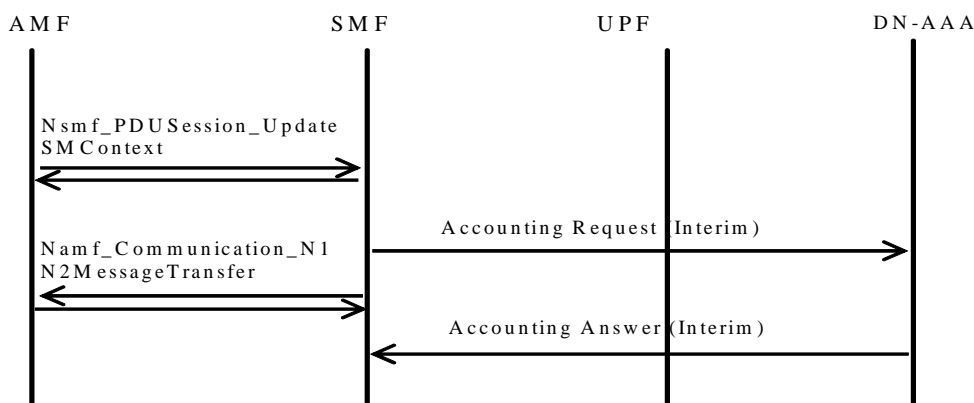 AMF SMF UPF DN-AAA
Nsmf_PDUSession_Update
SMContext
Accounting Request (Interim)
Namf_Communication_N1
N2MessageTransfer
Accounting Answer (Interim)